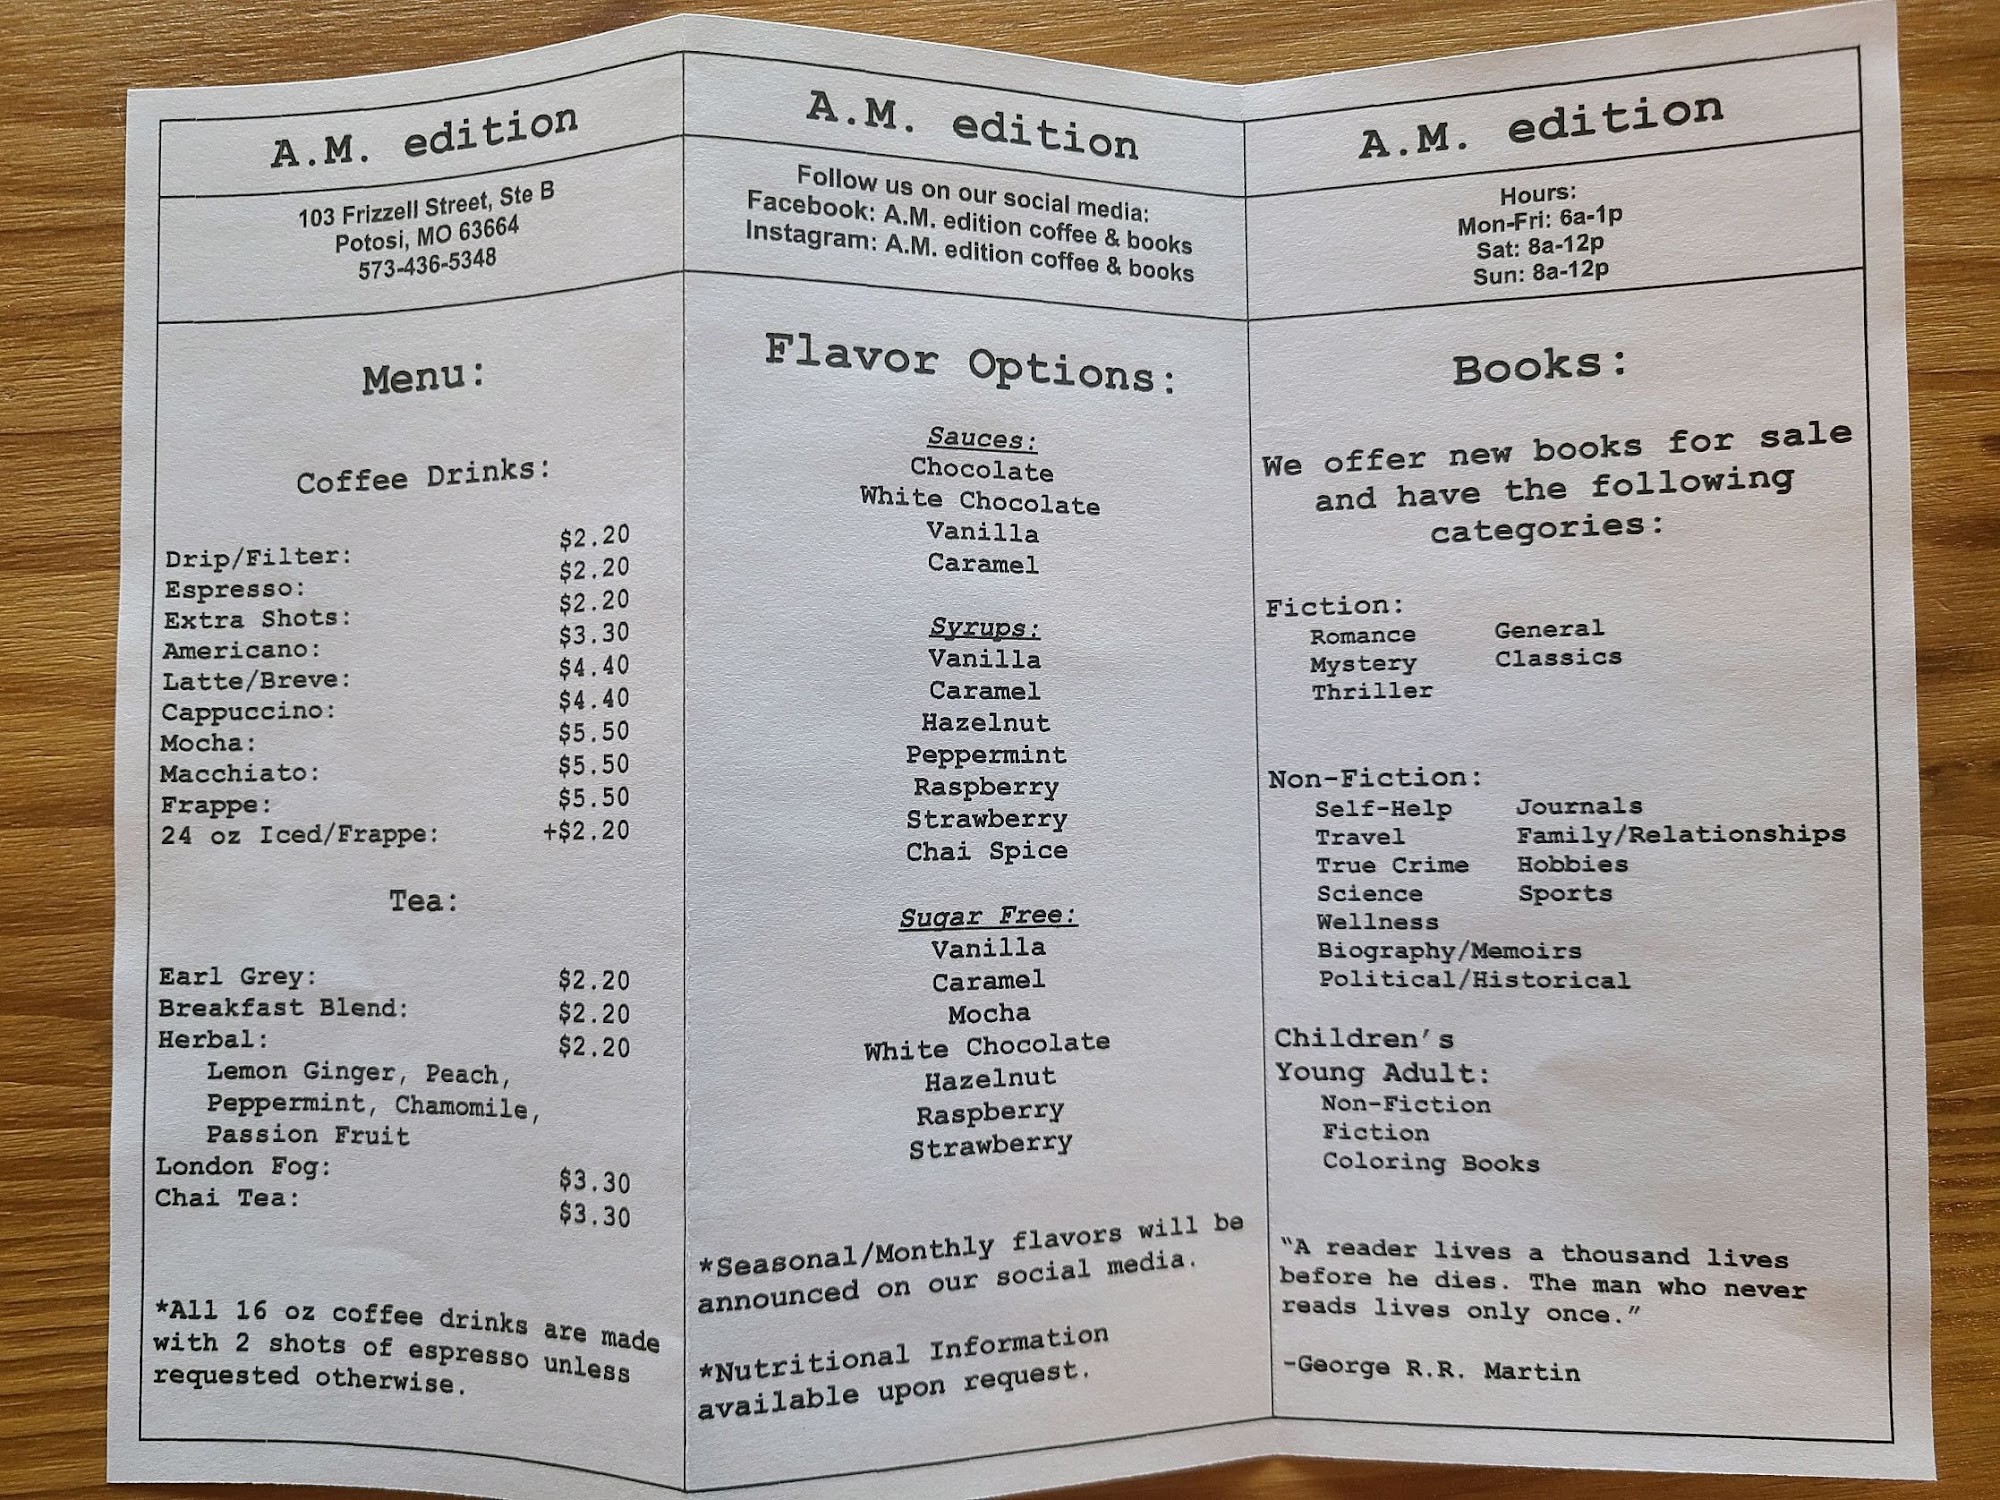 A.M. edition
103 Frizzell Street, Ste B
Potosi, MO 63664
573-436-5348
Menu:
Coffee Drinks:
Drip/Filter: $2.20
Espresso: $2.20
Extra Shots: $2.20
Americano: $3.30
Latte/Breve: $4.40
Cappuccino: $4.40
Mocha: $5.50
Macchiato: $5.50
Frappe: $5.50
24 oz Iced/Frappe: +$2.20
Tea:
Earl Grey: $2.20
Breakfast Blend: $2.20
Herbal: $2.20
Lemon Ginger, Peach,
Peppermint, Chamomile,
Passion Fruit
London Fog: $3.30
Chai Tea: $3.30
*All 16 oz coffee drinks are made
with 2 shots of espresso unless
requested otherwise.
A.M. edition
Follow us on our social media:
Facebook: A.M. edition coffee & books
Instagram: A.M. edition coffee & books
Flavor Options:
Sauces:
Chocolate
White Chocolate
Vanilla
Caramel
Syrups:
Vanilla
Caramel
Hazelnut
Peppermint
Raspberry
Strawberry
Chai Spice
Sugar Free:
Vanilla
Caramel
Mocha
White Chocolate
Hazelnut
Raspberry
Strawberry
*Seasonal/Monthly flavors will be
announced on our social media.
*Nutritional Information
available upon request.
A.M. edition
Hours:
Mon-Fri: 6a-1p
Sat: 8a-12p
Sun: 8a-12p
Books:
We offer new books for sale
and have the following
categories:
Fiction:
Romance General
Mystery Classics
Thriller
Non-Fiction:
Self-Help Journals
Travel Family/Relationships
True Crime Hobbies
Science Sports
Wellness
Biography/Memoirs
Political/Historical
Children's
Young Adult:
Non-Fiction
Fiction
Coloring Books
"A reader lives a thousand lives
before he dies. The man who never
reads lives only once."
-George R.R. Martin